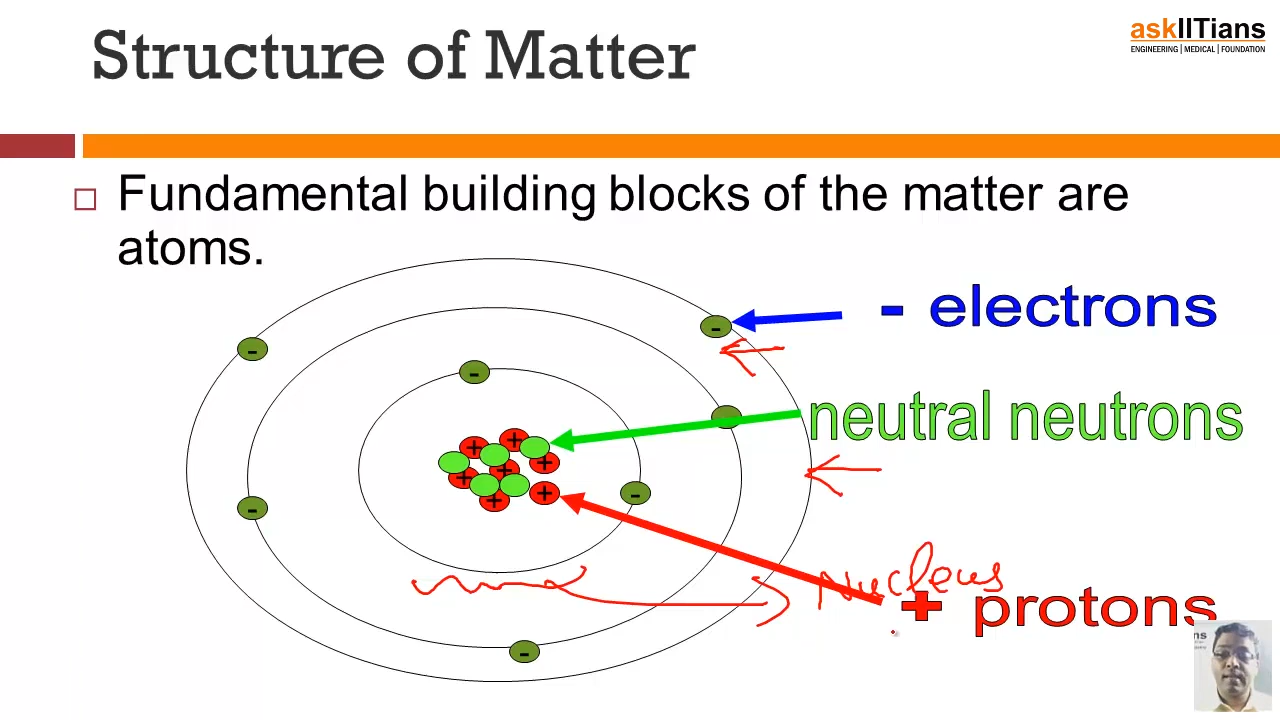 Structure of Matter
askIITians
ENGINEERING | MEDICAL | FOUNDATION
Fundamental building blocks of the matter are
atoms.
- electrons
-
-
-
neutral neutrons
+ +
+
+ +
+ +
-
-
Nucleus
+ protons
-